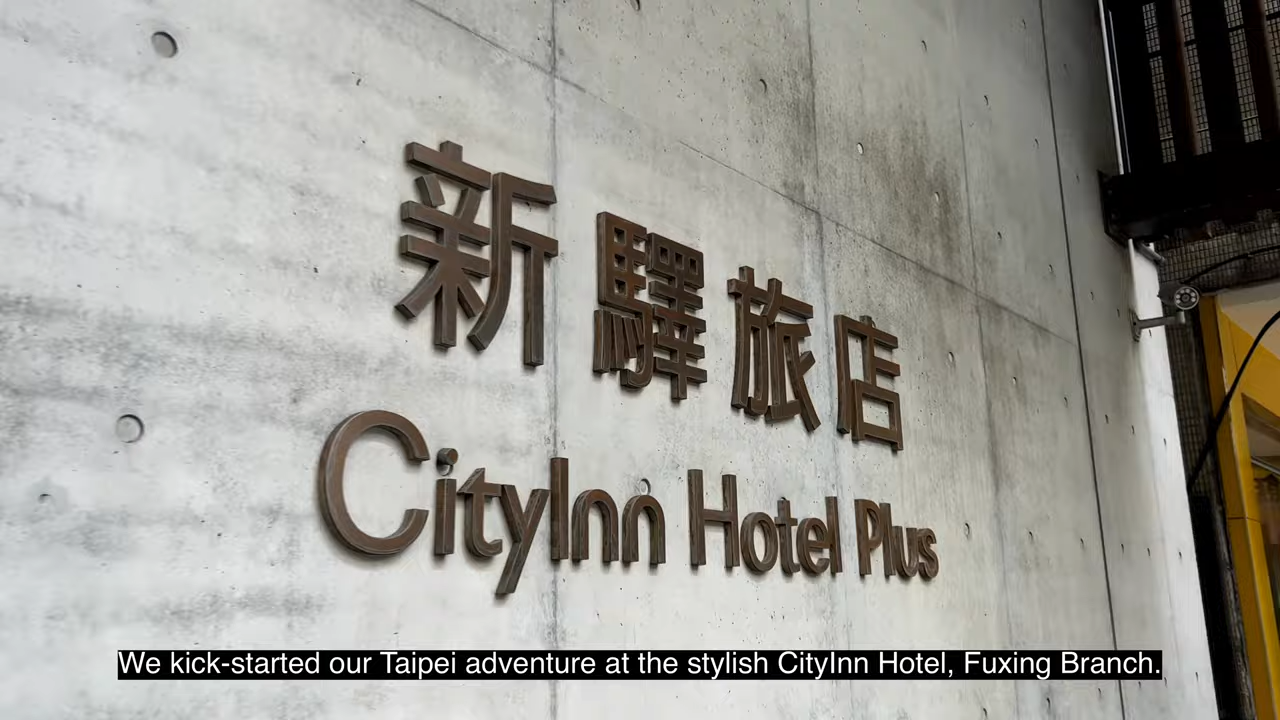 新驛旅店
CityInn Hotel Plus
We kick-started our Taipei adventure at the stylish CityInn Hotel, Fuxing Branch.